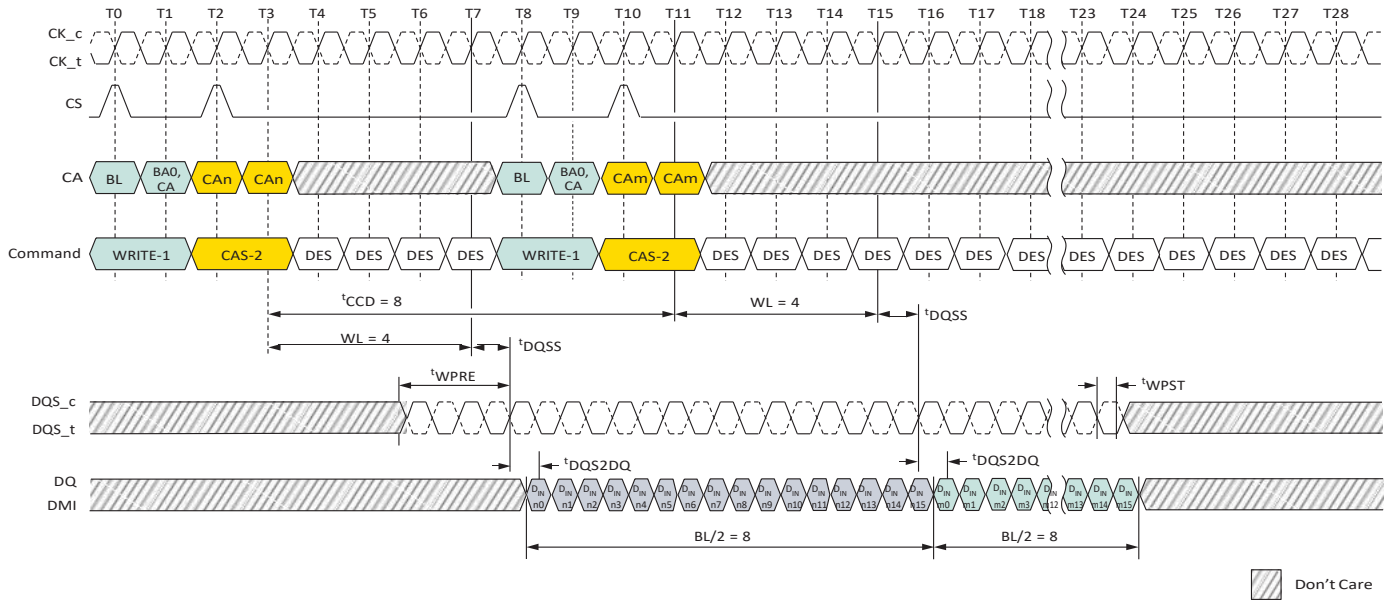 T0 T1 T2 T3 T4 T5 T6 T7 T8 T9 T10 T11 T12 T13 T14 T15 T16 T17 T18 T23 T24 T25 T26 T27 T28
CK_c
CK_t
CS
CA BL BA0, CA CAn CAn BL BA0, CA CAm CAm
Command WRITE-1 CAS-2 DES DES DES DES WRITE-1 CAS-2 DES DES DES DES DES DES DES DES DES DES DES DES DES
tCCD = 8 WL = 4 tDQSS
WL = 4 tDQSS
tWPRE tWPST
DQS_c
DQS_t
tDQS2DQ tDQS2DQ
DQ DIN DIN DIN DIN DIN DIN DIN DIN DIN DIN DIN DIN DIN DIN DIN DIN DIN DIN DIN DIN DIN DIN
DMI n0 n1 n2 n3 n4 n5 n6 n7 n8 n9 n10 n11 n12 n13 n14 n15 m0 m1 m2 m3 m12 m13 m14 m15
BL/2 = 8 BL/2 = 8
Don't Care